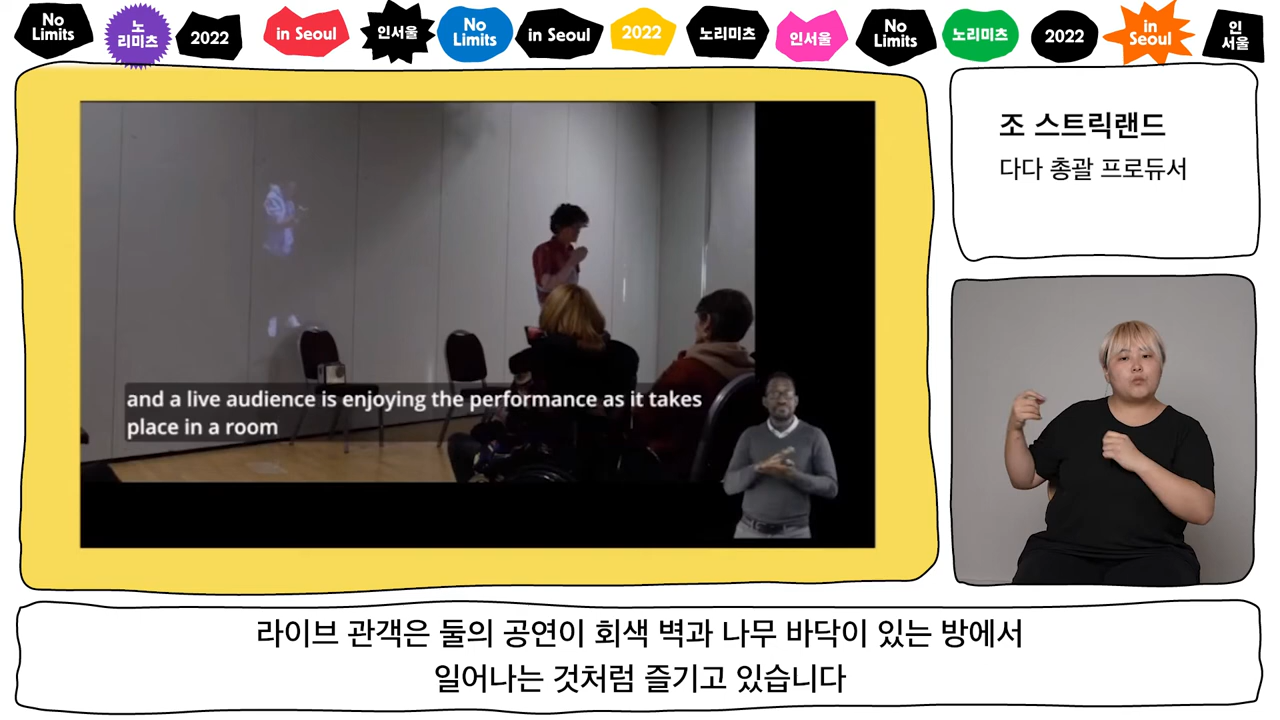 No
Limits
노
리미츠
2022
in Seoul
인서울
No
Limits
in Seoul
2022
노리미츠
인서울
No
Limits
노리미츠
2022
in
Seoul
인
서울
조 스트릭랜드
다다 총괄 프로듀서
and a live audience is enjoying the performance as it takes
place in a room
라이브 관객은 둘의 공연이 회색 벽과 나무 바닥이 있는 방에서
일어나는 것처럼 즐기고 있습니다